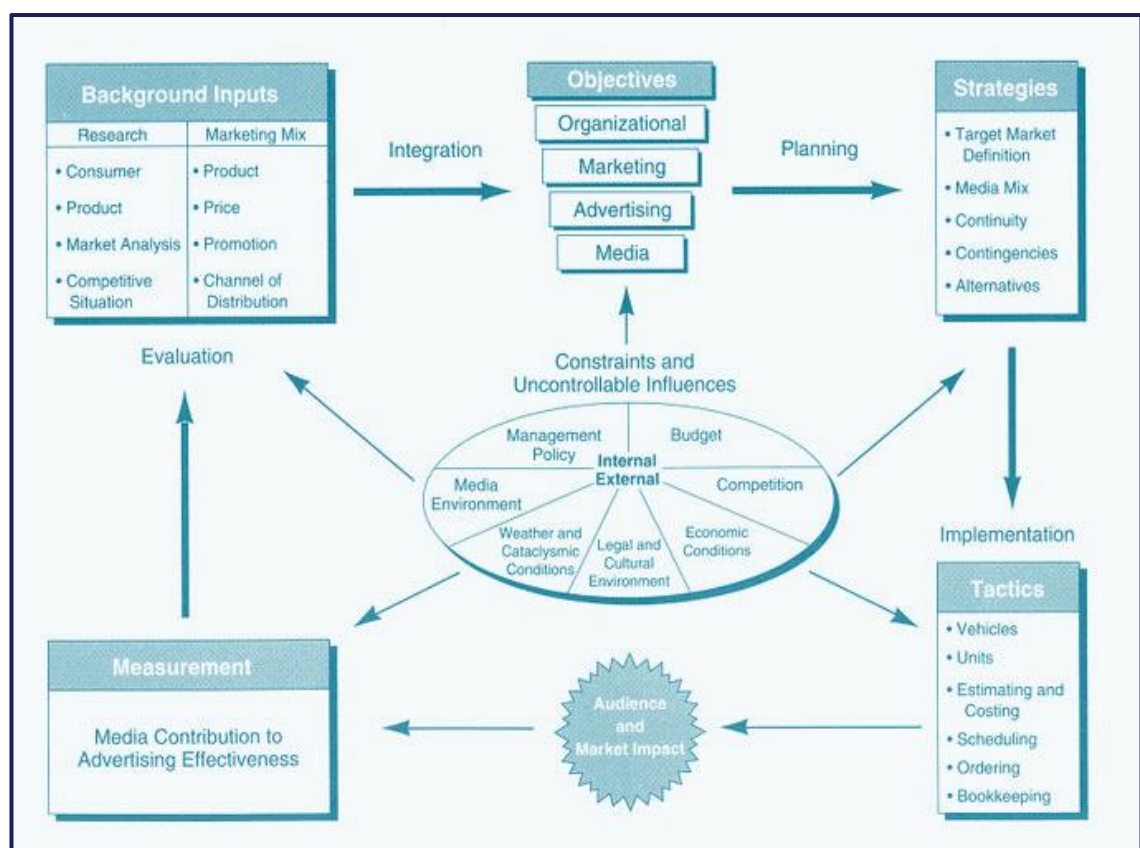 Background Inputs
Research
• Consumer
• Product
• Market Analysis
• Competitive
Situation
Marketing Mix
• Product
• Price
• Promotion
• Channel of
Distribution
Integration
Objectives
Organizational
Marketing
Advertising
Media
Planning
Strategies
• Target Market
Definition
• Media Mix
• Continuity
• Contingencies
• Alternatives
Evaluation
Constraints and
Uncontrollable Influences
Management
Policy
Budget
Internal
External
Media
Environment
Competition
Weather and
Cataclysmic
Conditions
Legal and
Cultural
Environment
Economic
Conditions
Implementation
Tactics
• Vehicles
• Units
• Estimating and
Costing
• Scheduling
• Ordering
• Bookkeeping
Audience
and
Market Impact
Measurement
Media Contribution to
Advertising Effectiveness